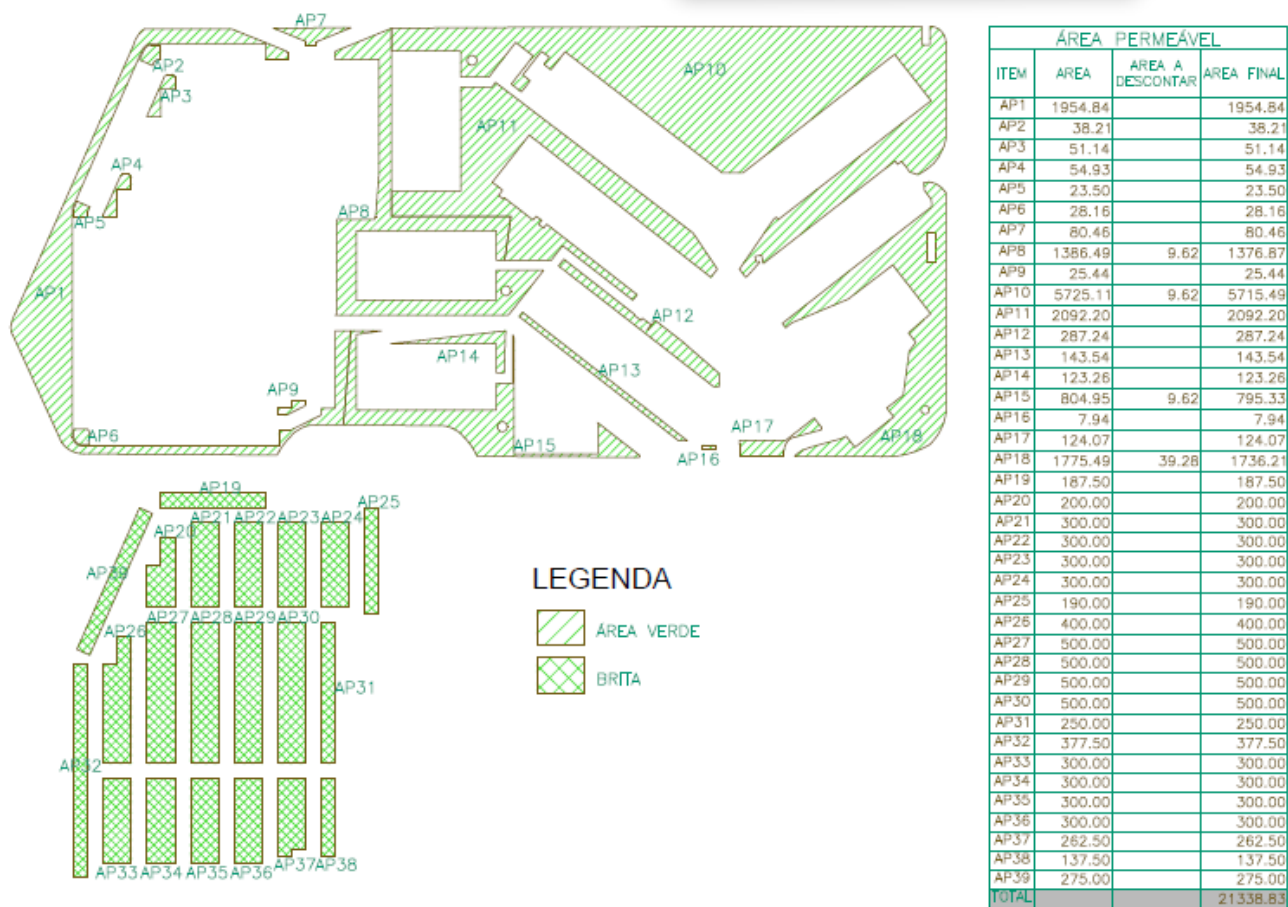 AP7
AP2
AP3
AP10
AP11
AP4
AP5
AP8
AP1
AP12
AP14
AP13
AP9
AP6
AP17
AP15
AP16
AP18
AP19
AP25
AP20
AP21
AP22
AP23
AP24
AP39
AP27
AP28
AP29
AP30
AP26
AP31
AP32
AP33
AP34
AP35
AP36
AP37
AP38
LEGENDA
ÁREA VERDE
BRITA
ÁREA PERMEÁVEL
ITEM AREA AREA A DESCONTAR AREA FINAL
AP1 1954.84 1954.84
AP2 38.21 38.21
AP3 51.14 51.14
AP4 54.93 54.93
AP5 23.50 23.50
AP6 28.16 28.16
AP7 80.46 80.46
AP8 1386.49 9.62 1376.87
AP9 25.44 25.44
AP10 5725.11 9.62 5715.49
AP11 2092.20 2092.20
AP12 287.24 287.24
AP13 143.54 143.54
AP14 123.26 123.26
AP15 804.95 9.62 795.33
AP16 7.94 7.94
AP17 124.07 124.07
AP18 1775.49 39.28 1736.21
AP19 187.50 187.50
AP20 200.00 200.00
AP21 300.00 300.00
AP22 300.00 300.00
AP23 300.00 300.00
AP24 300.00 300.00
AP25 190.00 190.00
AP26 400.00 400.00
AP27 500.00 500.00
AP28 500.00 500.00
AP29 500.00 500.00
AP30 500.00 500.00
AP31 250.00 250.00
AP32 377.50 377.50
AP33 300.00 300.00
AP34 300.00 300.00
AP35 300.00 300.00
AP36 300.00 300.00
AP37 262.50 262.50
AP38 137.50 137.50
AP39 275.00 275.00
TOTAL 21338.83